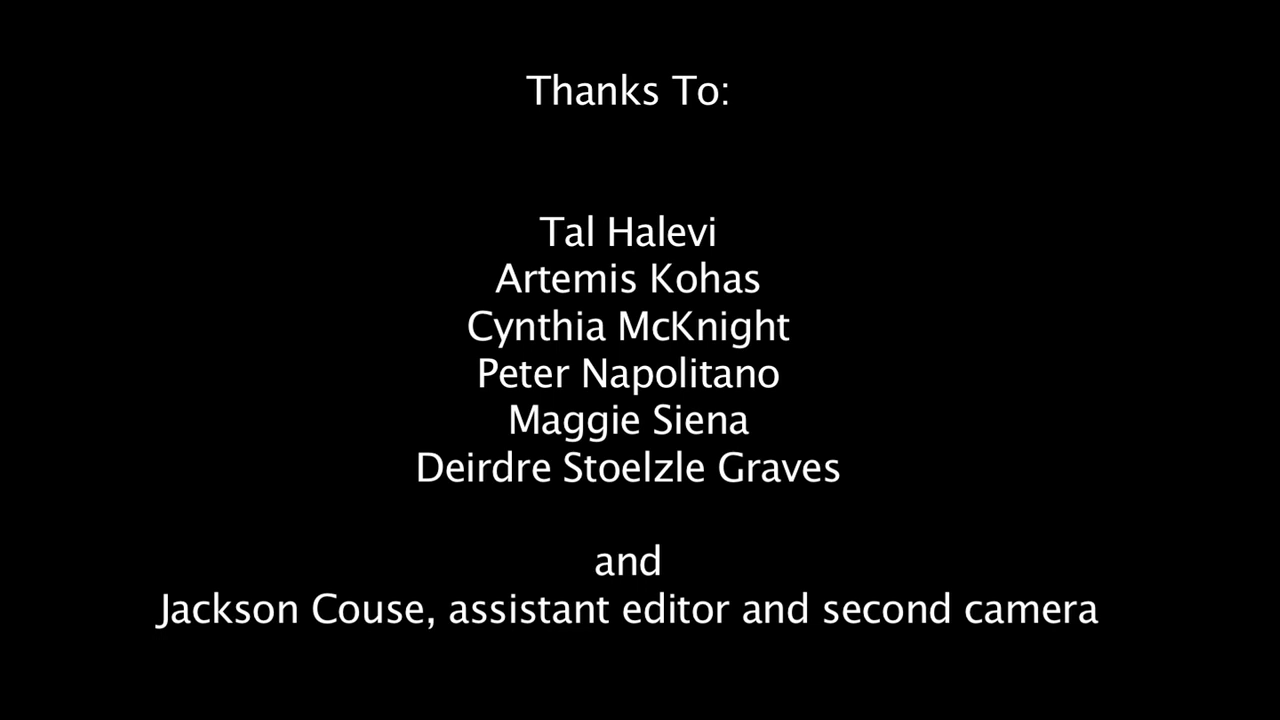 Thanks To:
Tal Halevi
Artemis Kohas
Cynthia McKnight
Peter Napolitano
Maggie Siena
Deirdre Stoelzle Graves
and
Jackson Couse, assistant editor and second camera